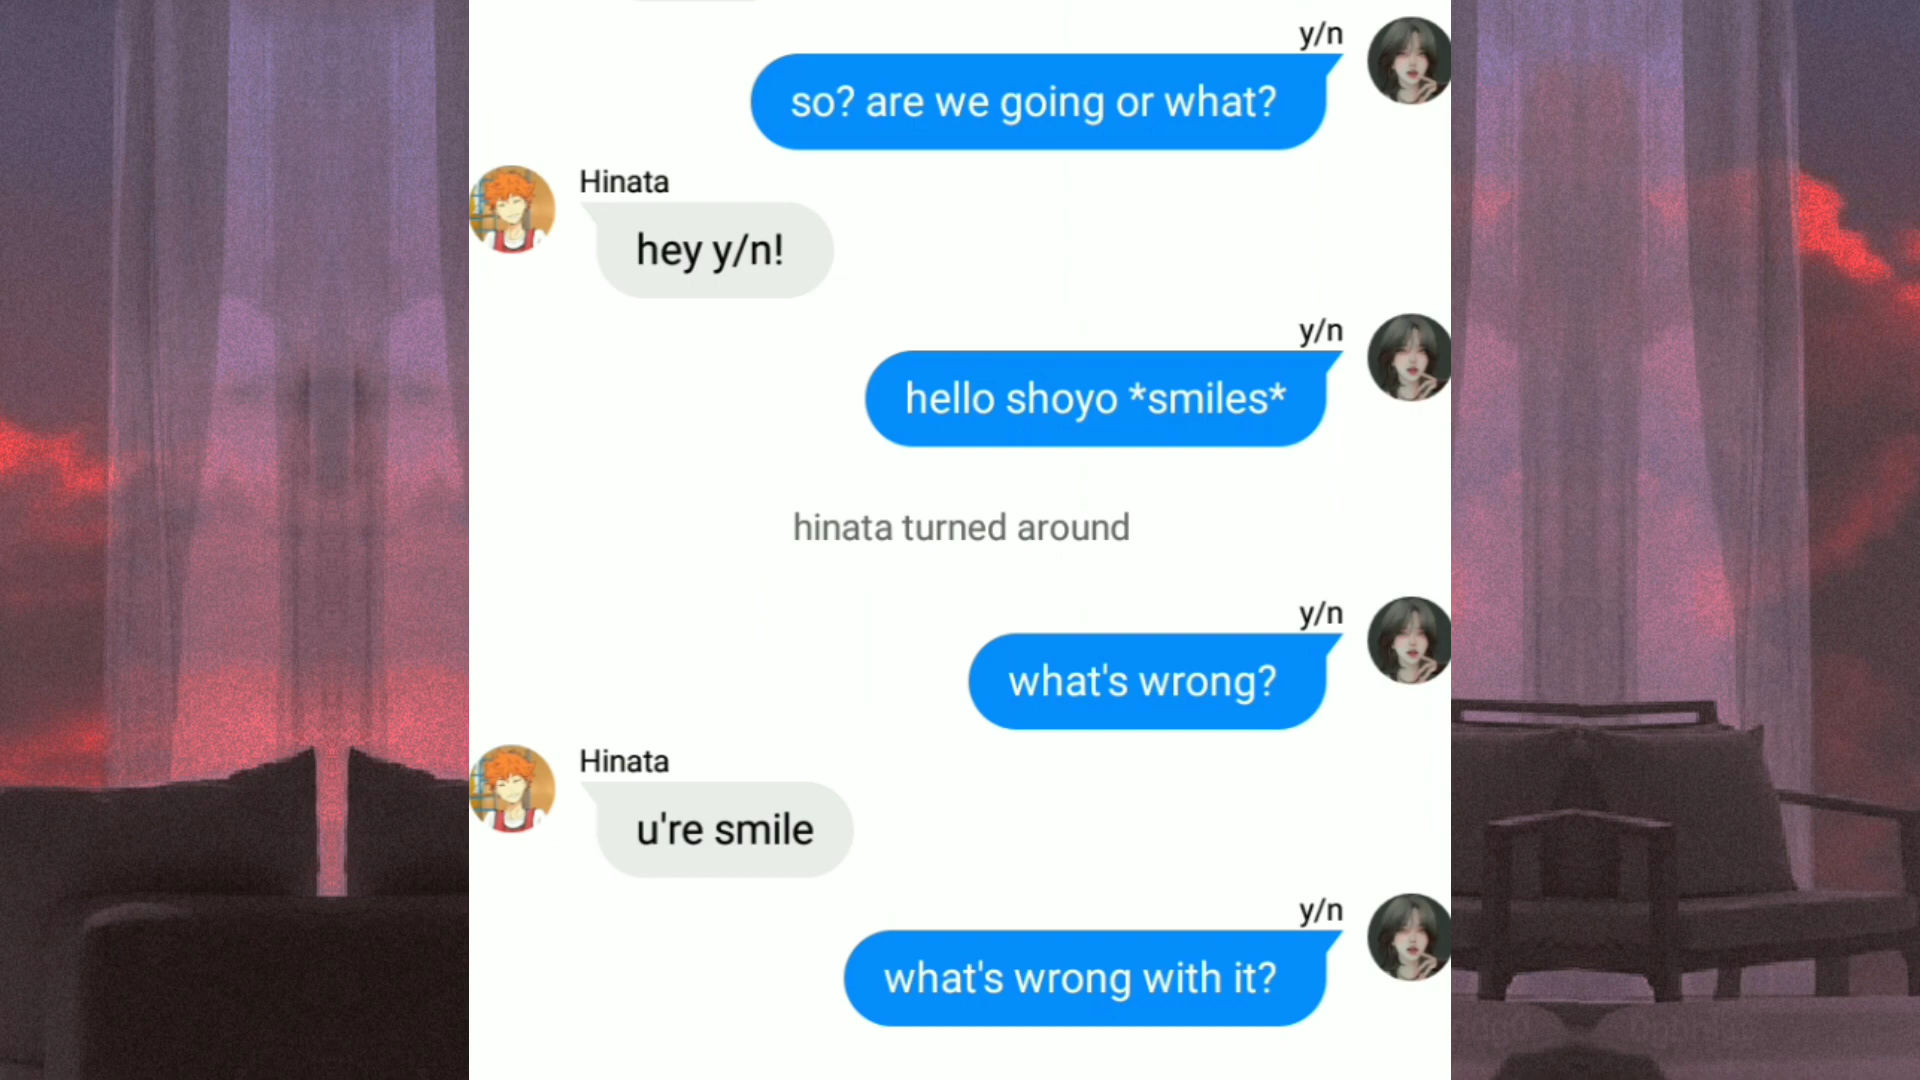 y/n
so? are we going or what?
Hinata
hey y/n!
y/n
hello shoyo *smiles*
hinata turned around
y/n
what's wrong?
Hinata
u're smile
y/n
what's wrong with it?